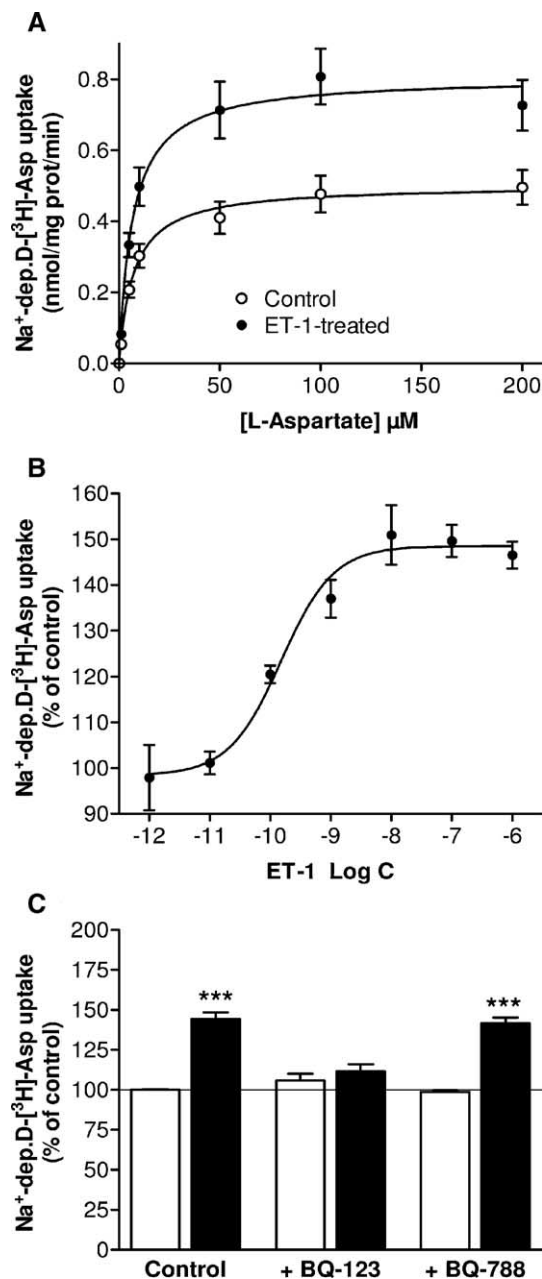 A
Na⁺-dep.D-[³H]-Asp uptake
(nmol/mg prot/min)
0.8
0.6
0.4
0.2
0.0
Control
ET-1-treated
0 50 100 150 200
[L-Aspartate] µM
B
Na⁺-dep.D-[³H]-Asp uptake
(% of control)
160
150
140
130
120
110
100
90
-12 -11 -10 -9 -8 -7 -6
ET-1 Log C
C
Na⁺-dep.D-[³H]-Asp uptake
(% of control)
200
175
150
125
100
75
50
25
0
*** ***
Control + BQ-123 + BQ-788